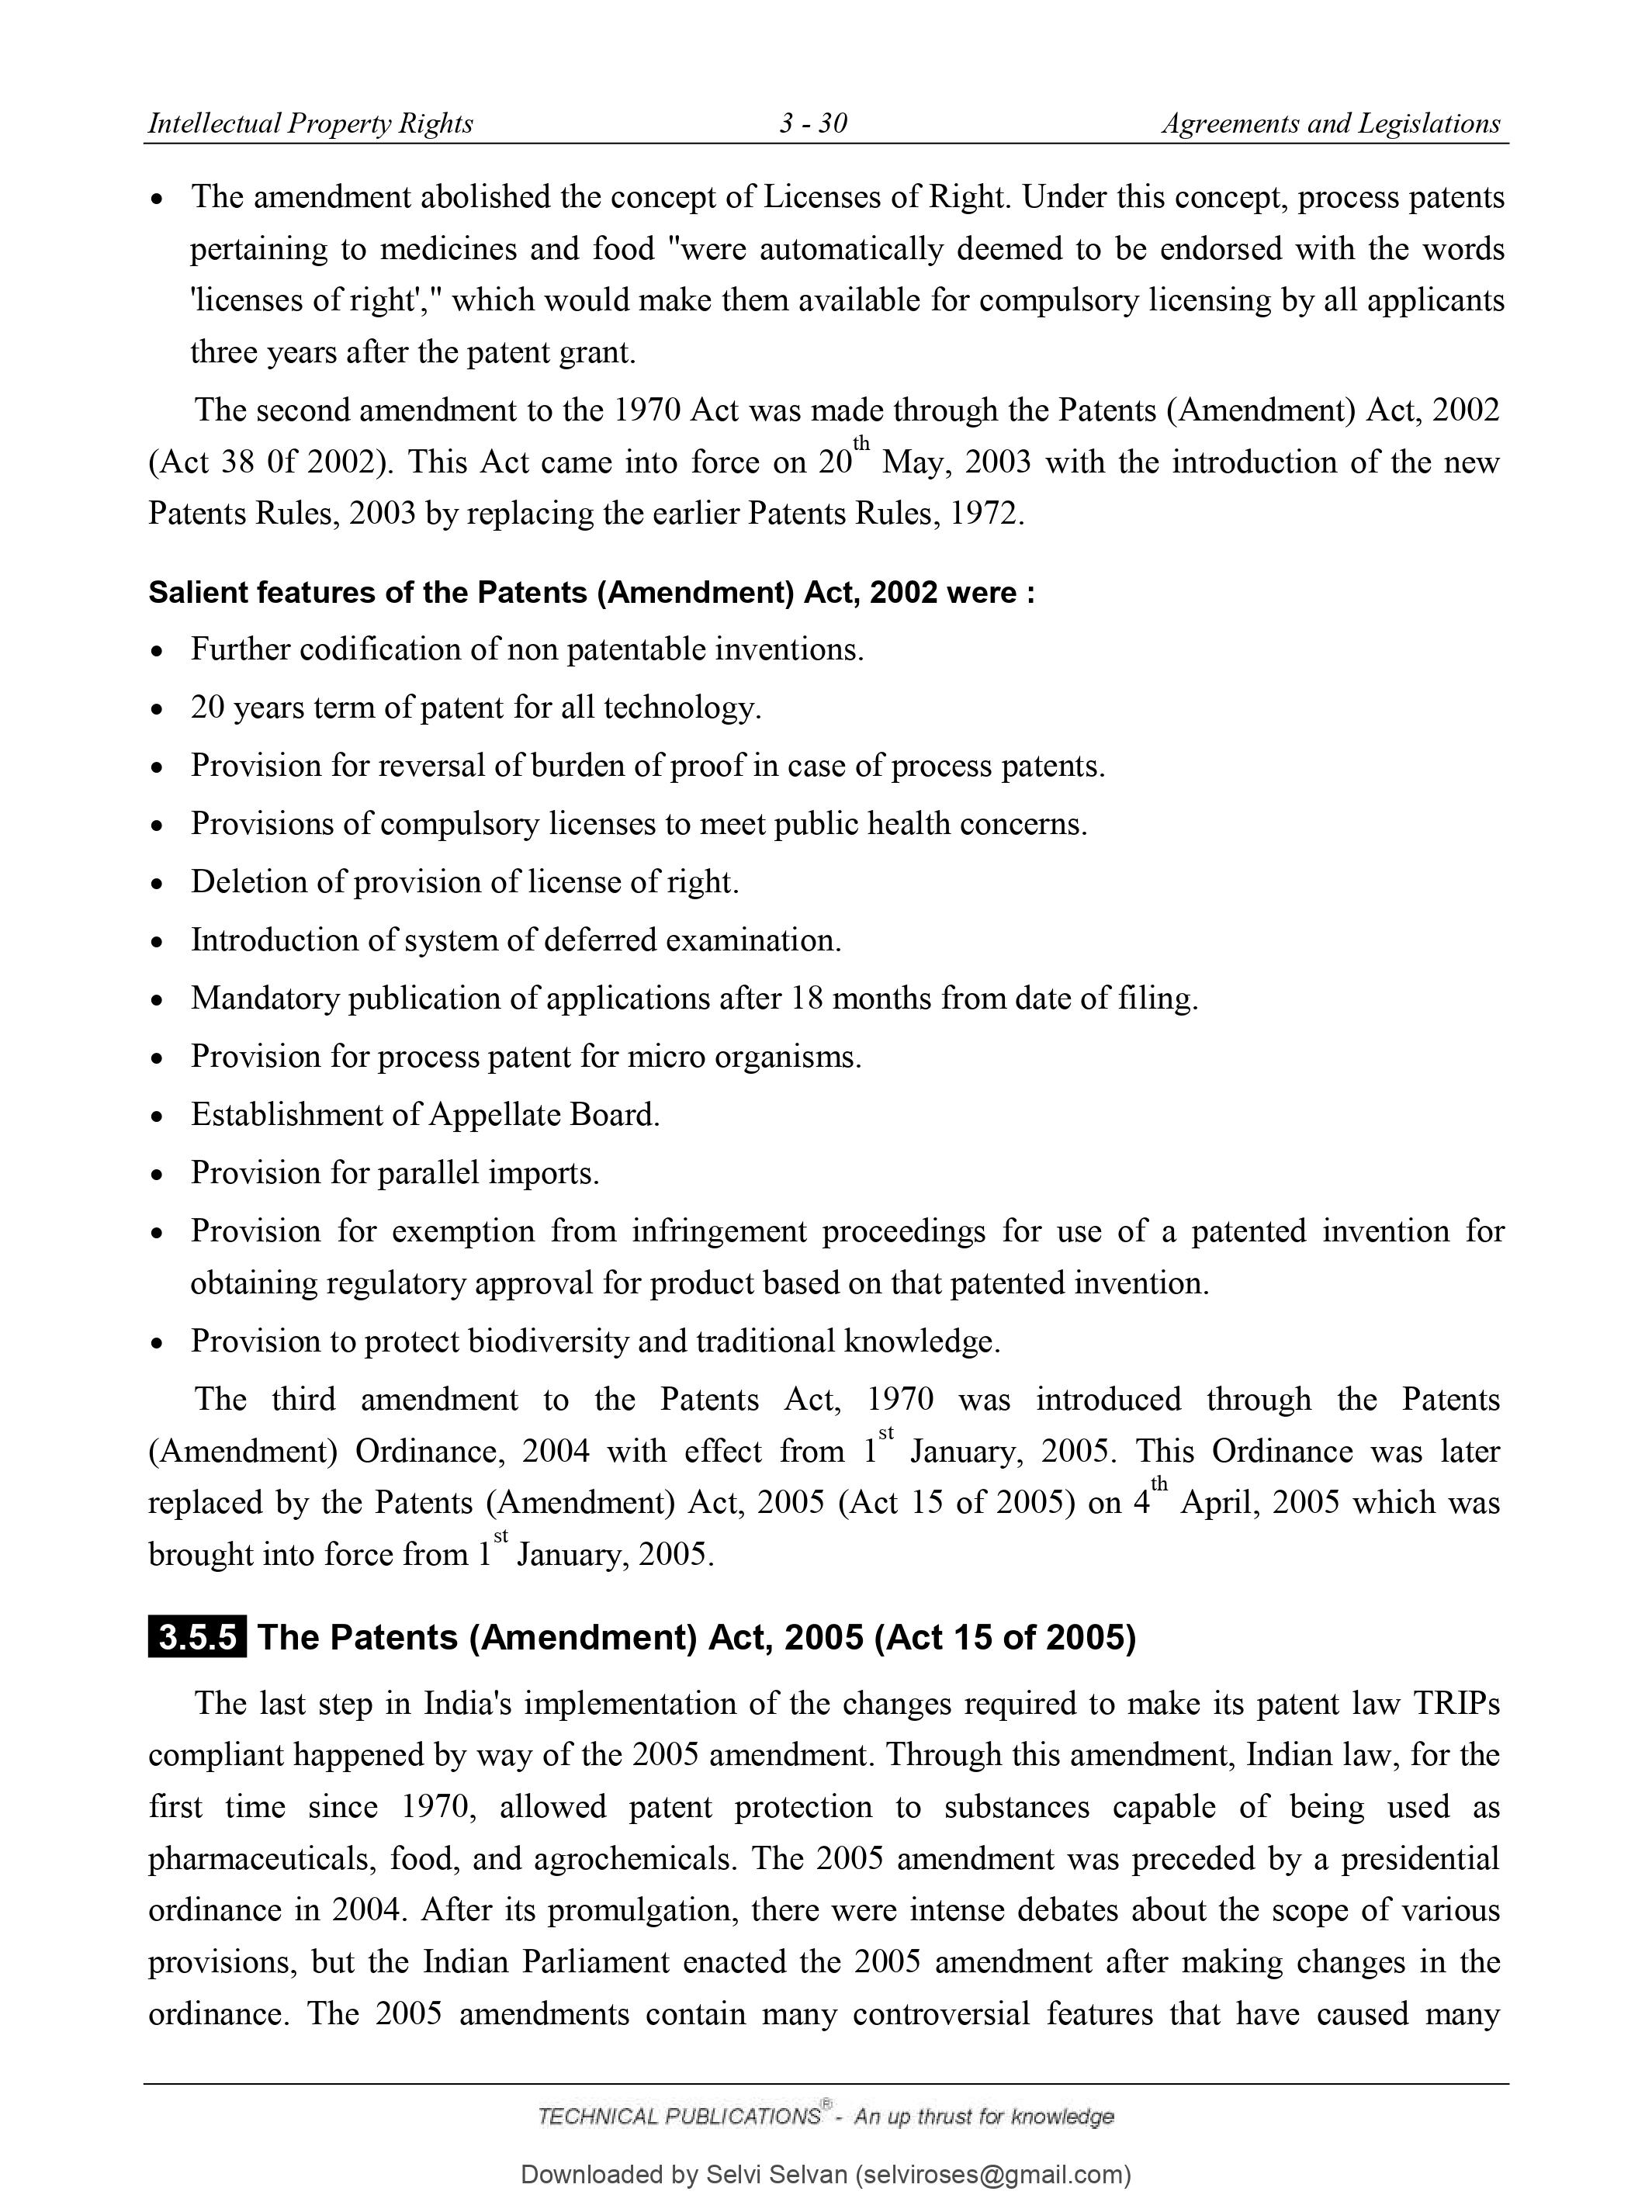 Intellectual Property Rights 3 - 30 Agreements and Legislations
• The amendment abolished the concept of Licenses of Right. Under this concept, process patents
pertaining to medicines and food "were automatically deemed to be endorsed with the words
'licenses of right'," which would make them available for compulsory licensing by all applicants
three years after the patent grant.
The second amendment to the 1970 Act was made through the Patents (Amendment) Act, 2002
(Act 38 0f 2002). This Act came into force on 20th May, 2003 with the introduction of the new
Patents Rules, 2003 by replacing the earlier Patents Rules, 1972.
Salient features of the Patents (Amendment) Act, 2002 were :
• Further codification of non patentable inventions.
• 20 years term of patent for all technology.
• Provision for reversal of burden of proof in case of process patents.
• Provisions of compulsory licenses to meet public health concerns.
• Deletion of provision of license of right.
• Introduction of system of deferred examination.
• Mandatory publication of applications after 18 months from date of filing.
• Provision for process patent for micro organisms.
• Establishment of Appellate Board.
• Provision for parallel imports.
• Provision for exemption from infringement proceedings for use of a patented invention for
obtaining regulatory approval for product based on that patented invention.
• Provision to protect biodiversity and traditional knowledge.
The third amendment to the Patents Act, 1970 was introduced through the Patents
(Amendment) Ordinance, 2004 with effect from 1st January, 2005. This Ordinance was later
replaced by the Patents (Amendment) Act, 2005 (Act 15 of 2005) on 4th April, 2005 which was
brought into force from 1st January, 2005.
3.5.5 The Patents (Amendment) Act, 2005 (Act 15 of 2005)
The last step in India's implementation of the changes required to make its patent law TRIPs
compliant happened by way of the 2005 amendment. Through this amendment, Indian law, for the
first time since 1970, allowed patent protection to substances capable of being used as
pharmaceuticals, food, and agrochemicals. The 2005 amendment was preceded by a presidential
ordinance in 2004. After its promulgation, there were intense debates about the scope of various
provisions, but the Indian Parliament enacted the 2005 amendment after making changes in the
ordinance. The 2005 amendments contain many controversial features that have caused many
TECHNICAL PUBLICATIONS® - An up thrust for knowledge
Downloaded by Selvi Selvan (selviroses@gmail.com)